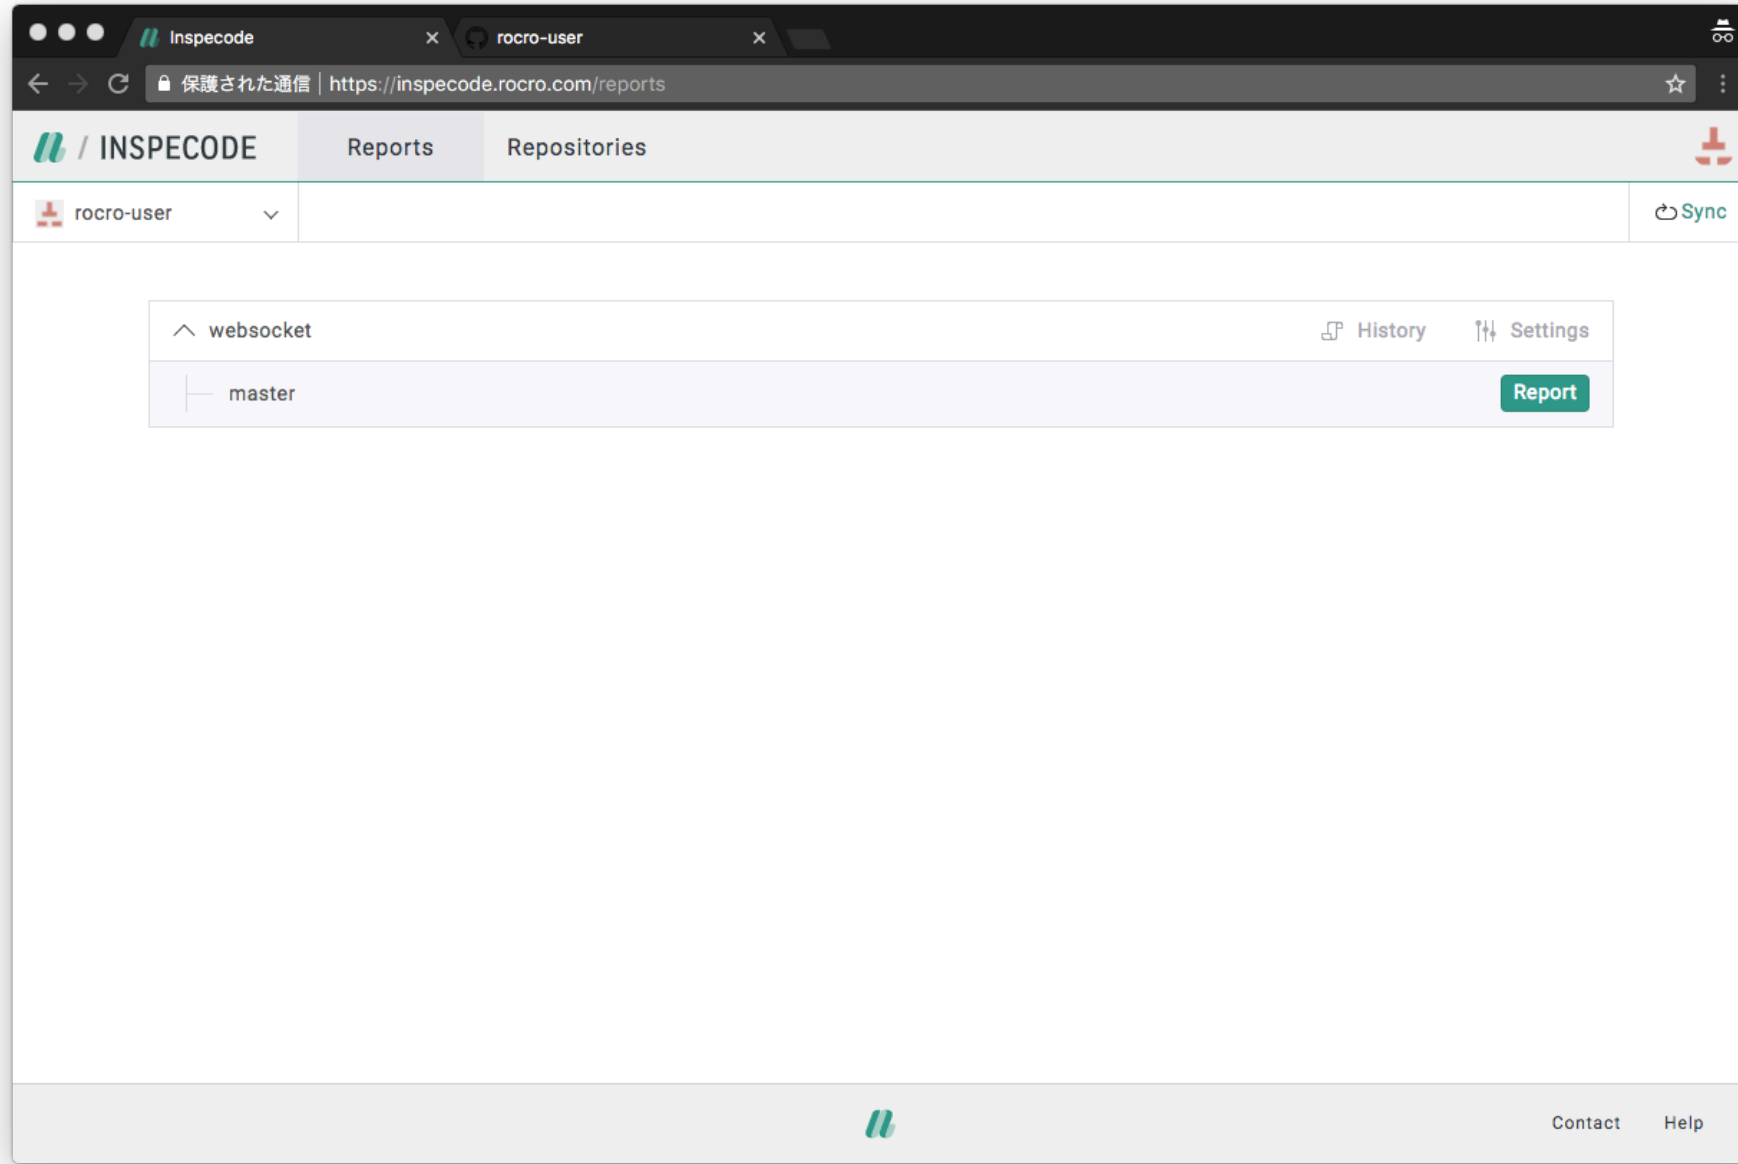 Inspecode
rocro-user
保護された通信 | https://inspecode.rocro.com/reports
/ INSPECODE
Reports
Repositories
rocro-user
Sync
websocket
History
Settings
master
Report
Contact
Help